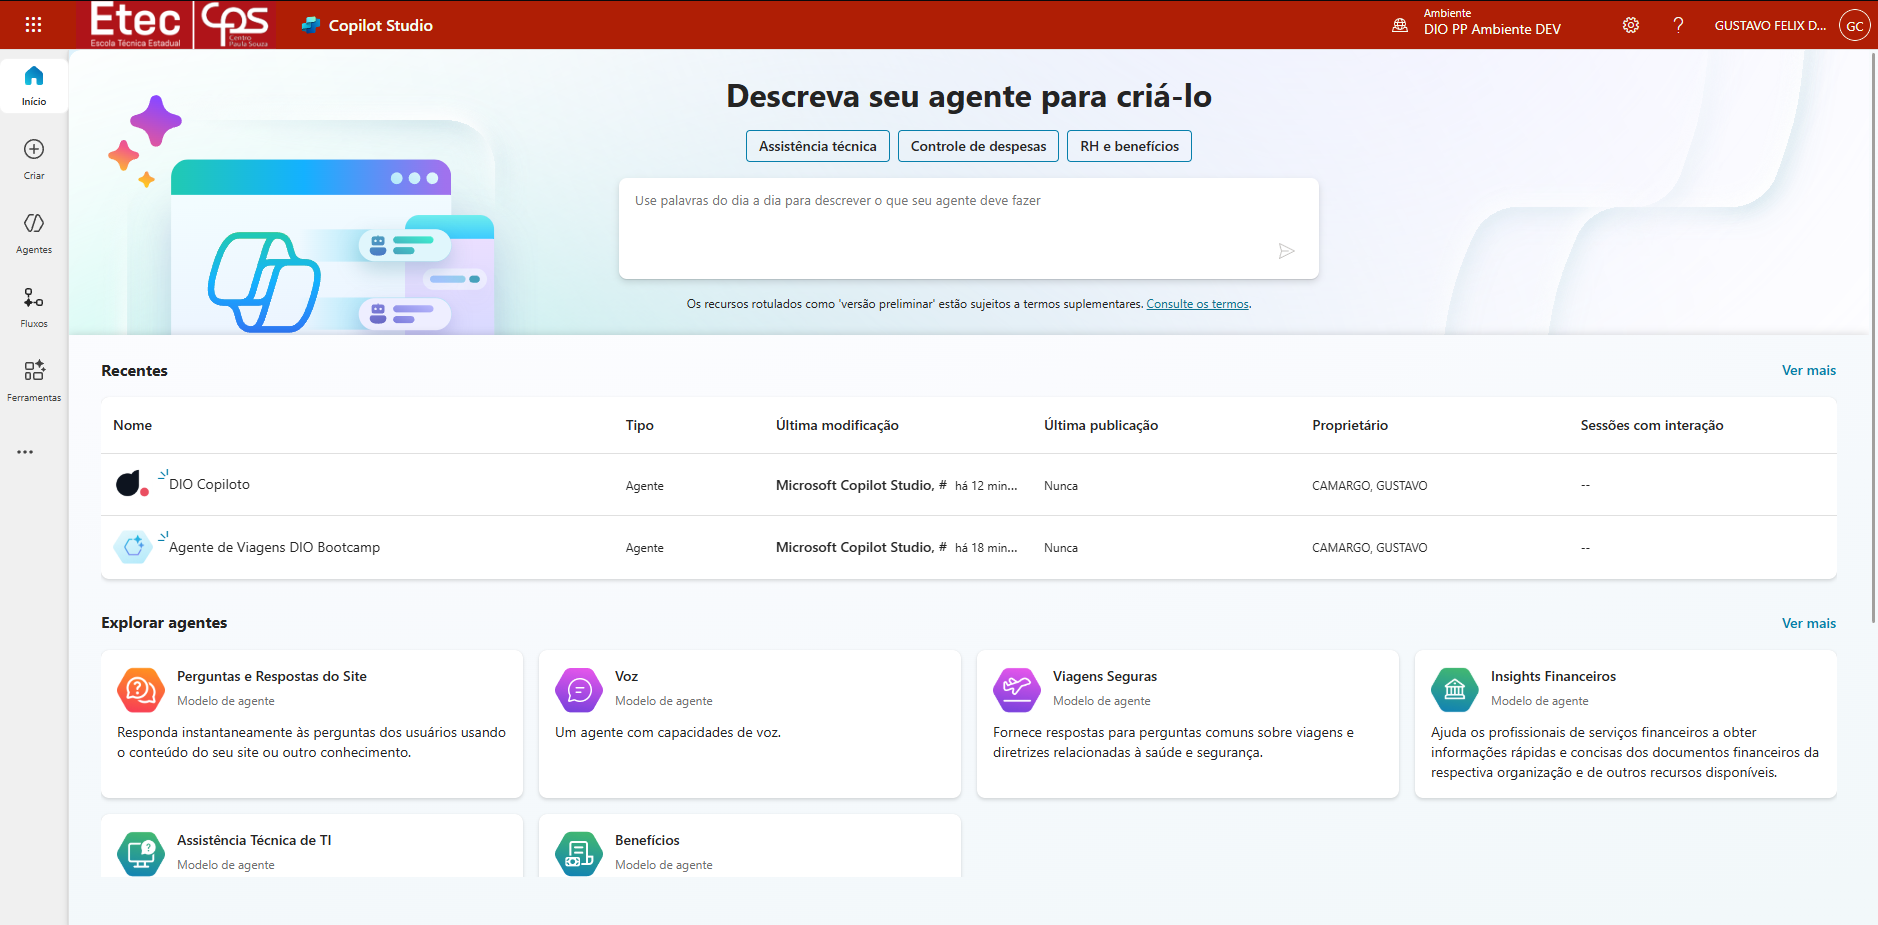 Etec
Escola Técnica Estadual
CPS
Centro
Paula Souza
Copilot Studio
Ambiente
DIO PP Ambiente DEV
?
GUSTAVO FELIX D...
GC
Início
Criar
Agentes
Fluxos
Ferramentas
Descreva seu agente para criá-lo
Assistência técnica
Controle de despesas
RH e benefícios
Use palavras do dia a dia para descrever o que seu agente deve fazer
Os recursos rotulados como 'versão preliminar' estão sujeitos a termos suplementares. Consulte os termos.
Recentes
Ver mais
Nome Tipo Última modificação Última publicação Proprietário Sessões com interação
DIO Copiloto Agente Microsoft Copilot Studio, # há 12 min... Nunca CAMARGO, GUSTAVO --
Agente de Viagens DIO Bootcamp Agente Microsoft Copilot Studio, # há 18 min... Nunca CAMARGO, GUSTAVO --
Explorar agentes
Ver mais
Perguntas e Respostas do Site
Modelo de agente
Responda instantaneamente às perguntas dos usuários usando
o conteúdo do seu site ou outro conhecimento.
Voz
Modelo de agente
Um agente com capacidades de voz.
Viagens Seguras
Modelo de agente
Fornece respostas para perguntas comuns sobre viagens e
diretrizes relacionadas à saúde e segurança.
Insights Financeiros
Modelo de agente
Ajuda os profissionais de serviços financeiros a obter
informações rápidas e concisas dos documentos financeiros da
respectiva organização e de outros recursos disponíveis.
Assistência Técnica de TI
Modelo de agente
Benefícios
Modelo de agente